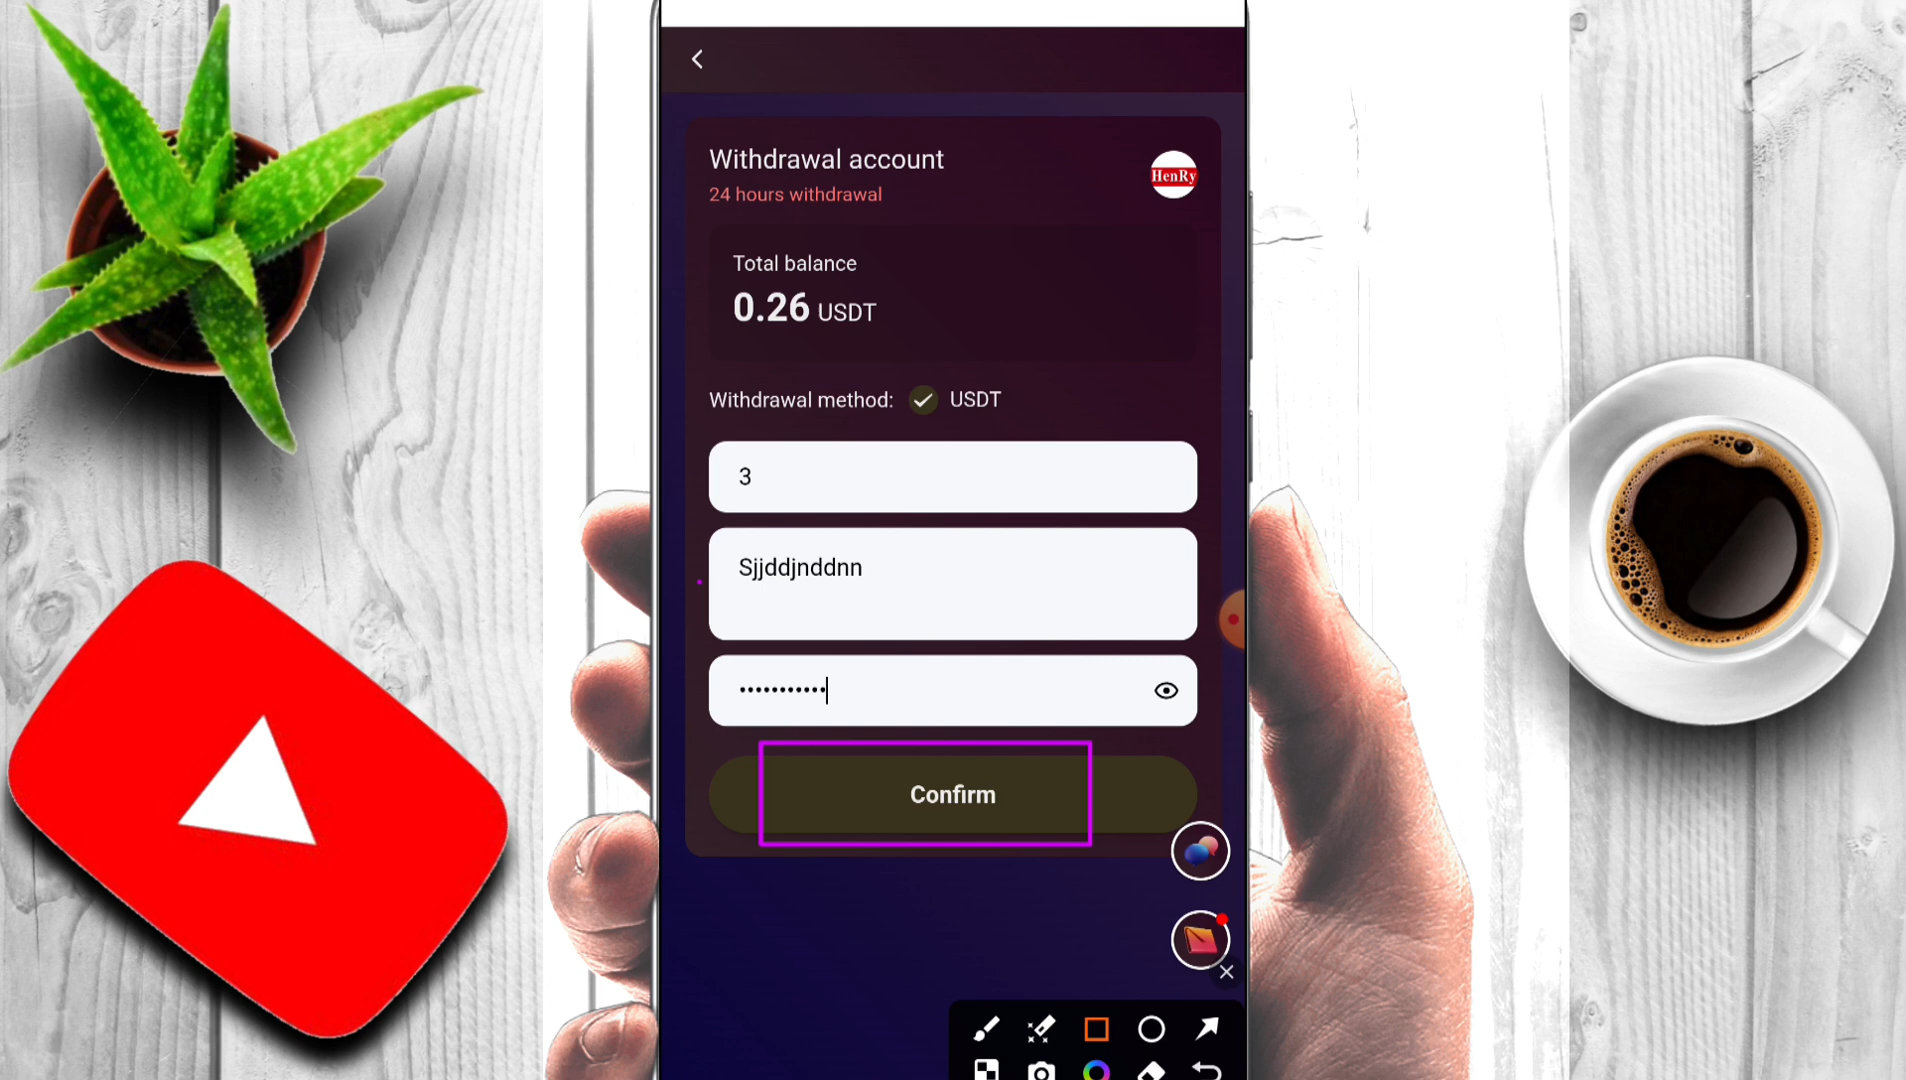 Withdrawal account
HenRy
24 hours withdrawal
Total balance
0.26 USDT
Withdrawal method: USDT
3
Sjjddjnddnn
•••••••••••
Confirm